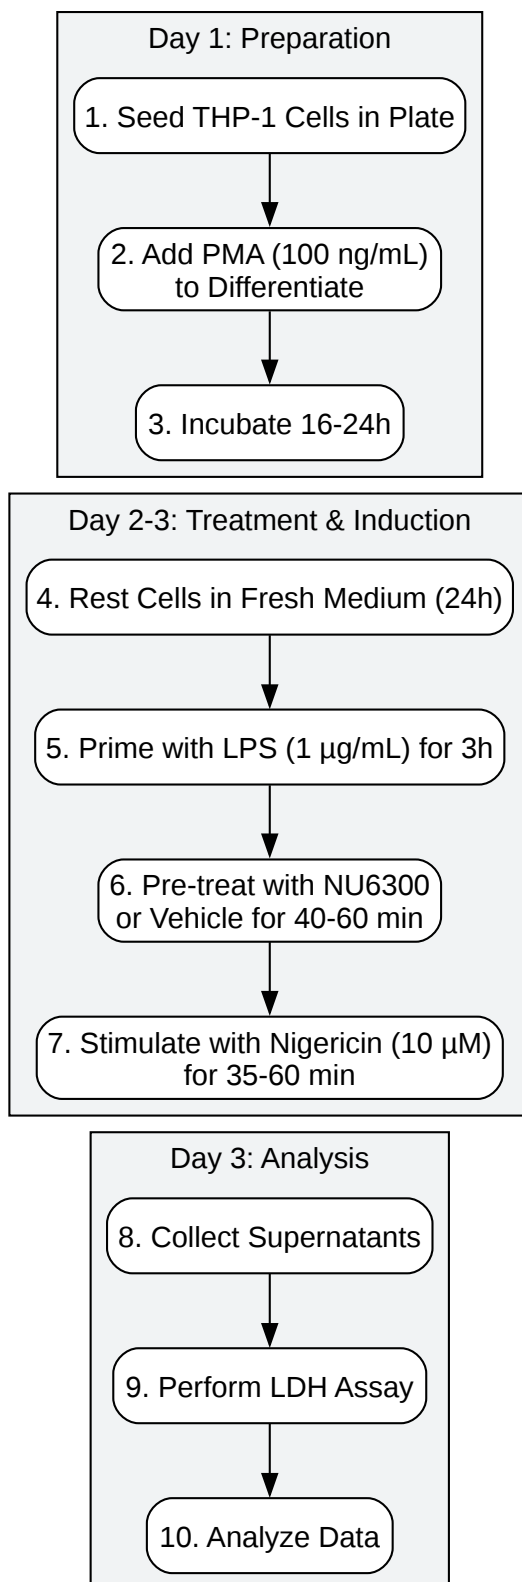 Day 1: Preparation
1. Seed THP-1 Cells in Plate
2. Add PMA (100 ng/mL)
to Differentiate
3. Incubate 16-24h
Day 2-3: Treatment & Induction
4. Rest Cells in Fresh Medium (24h)
5. Prime with LPS (1 µg/mL) for 3h
6. Pre-treat with NU6300
or Vehicle for 40-60 min
7. Stimulate with Nigericin (10 µM)
for 35-60 min
Day 3: Analysis
8. Collect Supernatants
9. Perform LDH Assay
10. Analyze Data